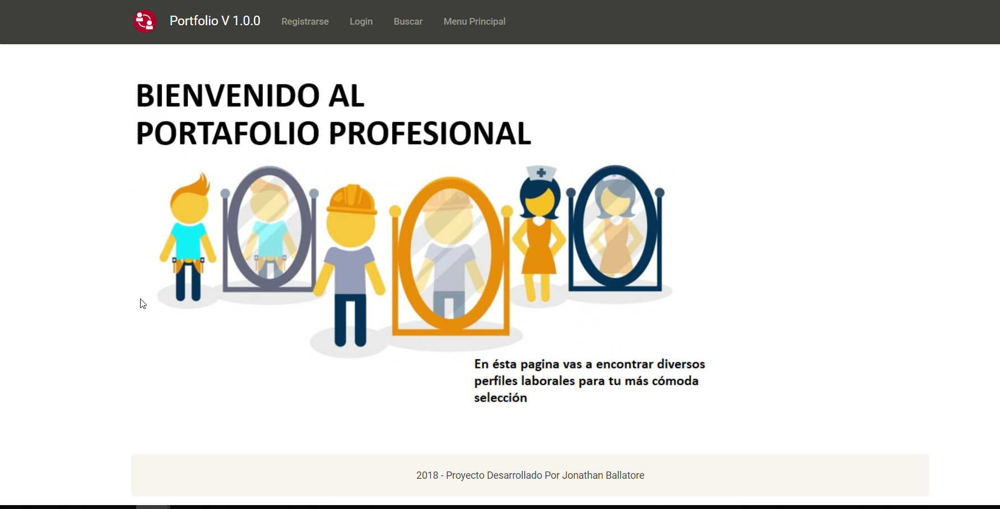 Portfolio V 1.0.0 Registrarse Login Buscar Menu Principal
BIENVENIDO AL
PORTAFOLIO PROFESIONAL
En ésta pagina vas a encontrar diversos
perfiles laborales para tu más cómoda
selección
2018 - Proyecto Desarrollado Por Jonathan Ballatore